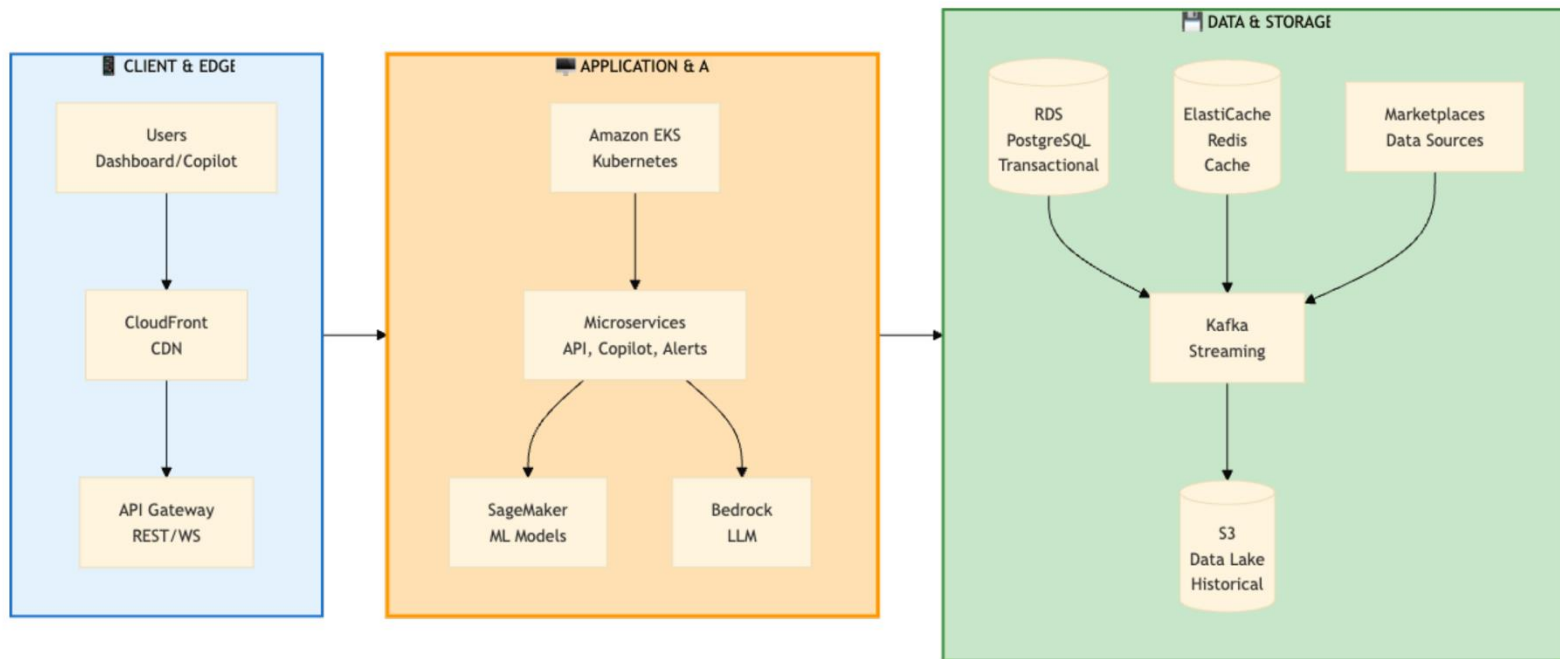 CLIENT & EDGE
Users
Dashboard/Copilot
CloudFront
CDN
API Gateway
REST/WS
APPLICATION & A
Amazon EKS
Kubernetes
Microservices
API, Copilot, Alerts
SageMaker
ML Models
Bedrock
LLM
DATA & STORAGE
RDS
PostgreSQL
Transactional
ElastiCache
Redis
Cache
Marketplaces
Data Sources
Kafka
Streaming
S3
Data Lake
Historical